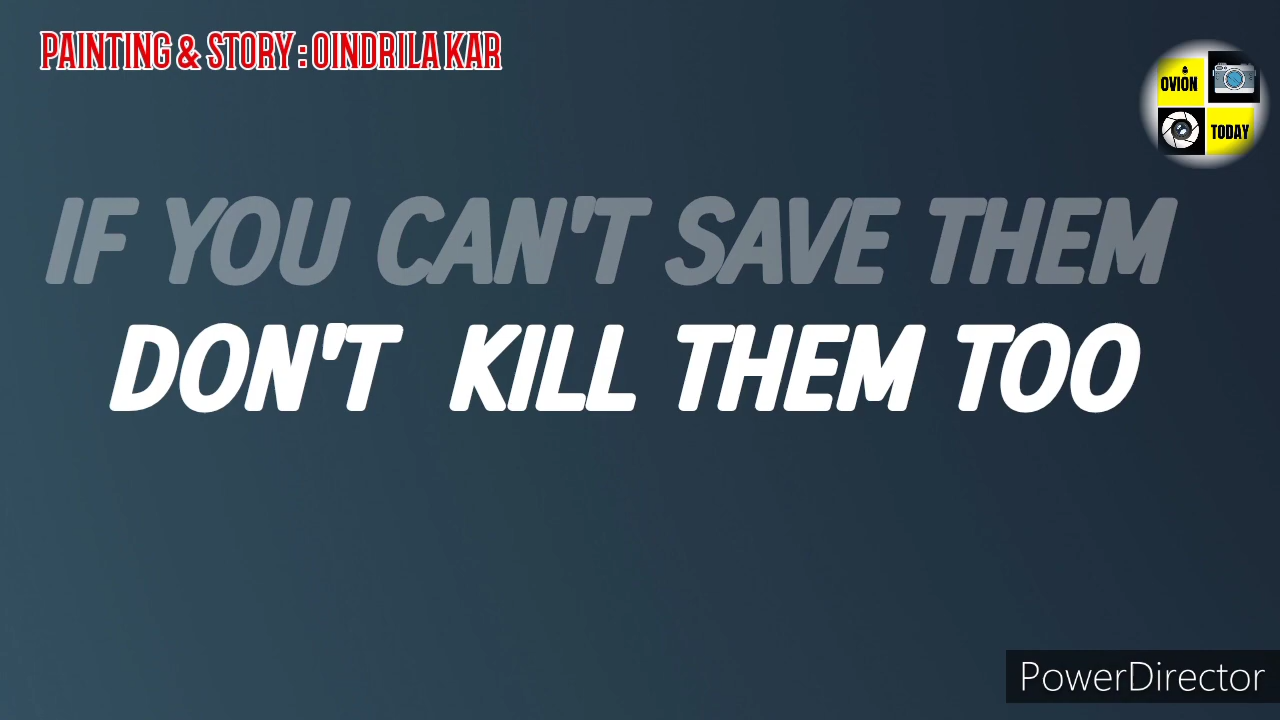 PAINTING & STORY : OINDRILA KAR
OVION
TODAY
IF YOU CAN'T SAVE THEM
DON'T KILL THEM TOO
PowerDirector